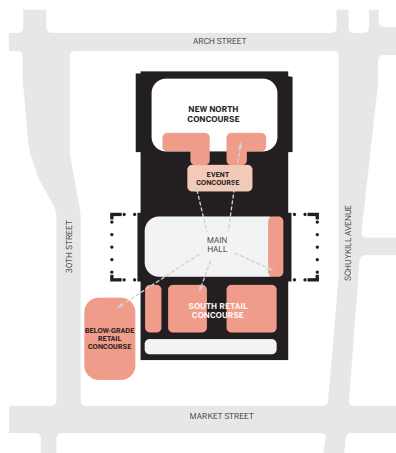 ARCH STREET
NEW NORTH
CONCOURSE
EVENT
CONCOURSE
30TH STREET
SCHUYKILL AVENUE
MAIN
HALL
SOUTH RETAIL
CONCOURSE
BELOW-GRADE
RETAIL
CONCOURSE
MARKET STREET